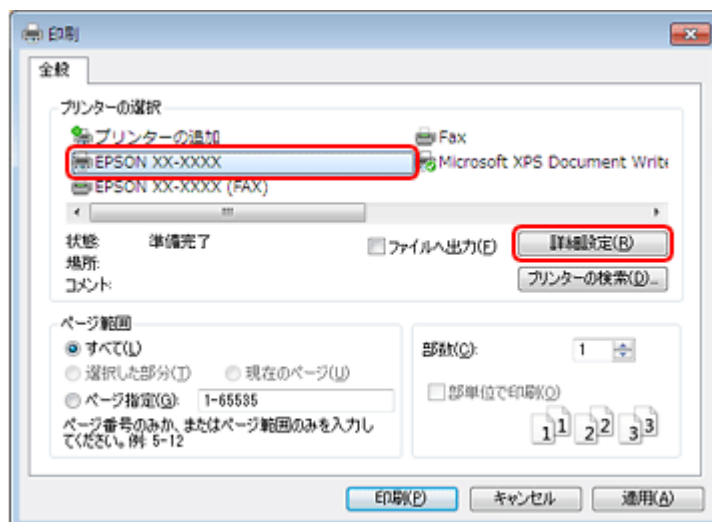 印刷
全般
プリンターの選択
プリンターの追加
Fax
EPSON XX-XXXX
Microsoft XPS Document Write
EPSON XX-XXXX (FAX)
状態: 準備完了
ファイルへ出力(F)
詳細設定(R)
場所:
コメント:
プリンターの検索(D)...
ページ範囲
すべて(L)
部数(C): 1
選択した部分(T) 現在のページ(U)
部単位で印刷(O)
ページ指定(G): 1-65535
ページ番号のみか、またはページ範囲のみを入力し
てください。例: 5-12
1 1 2 2 3 3
印刷(P) キャンセル 適用(A)